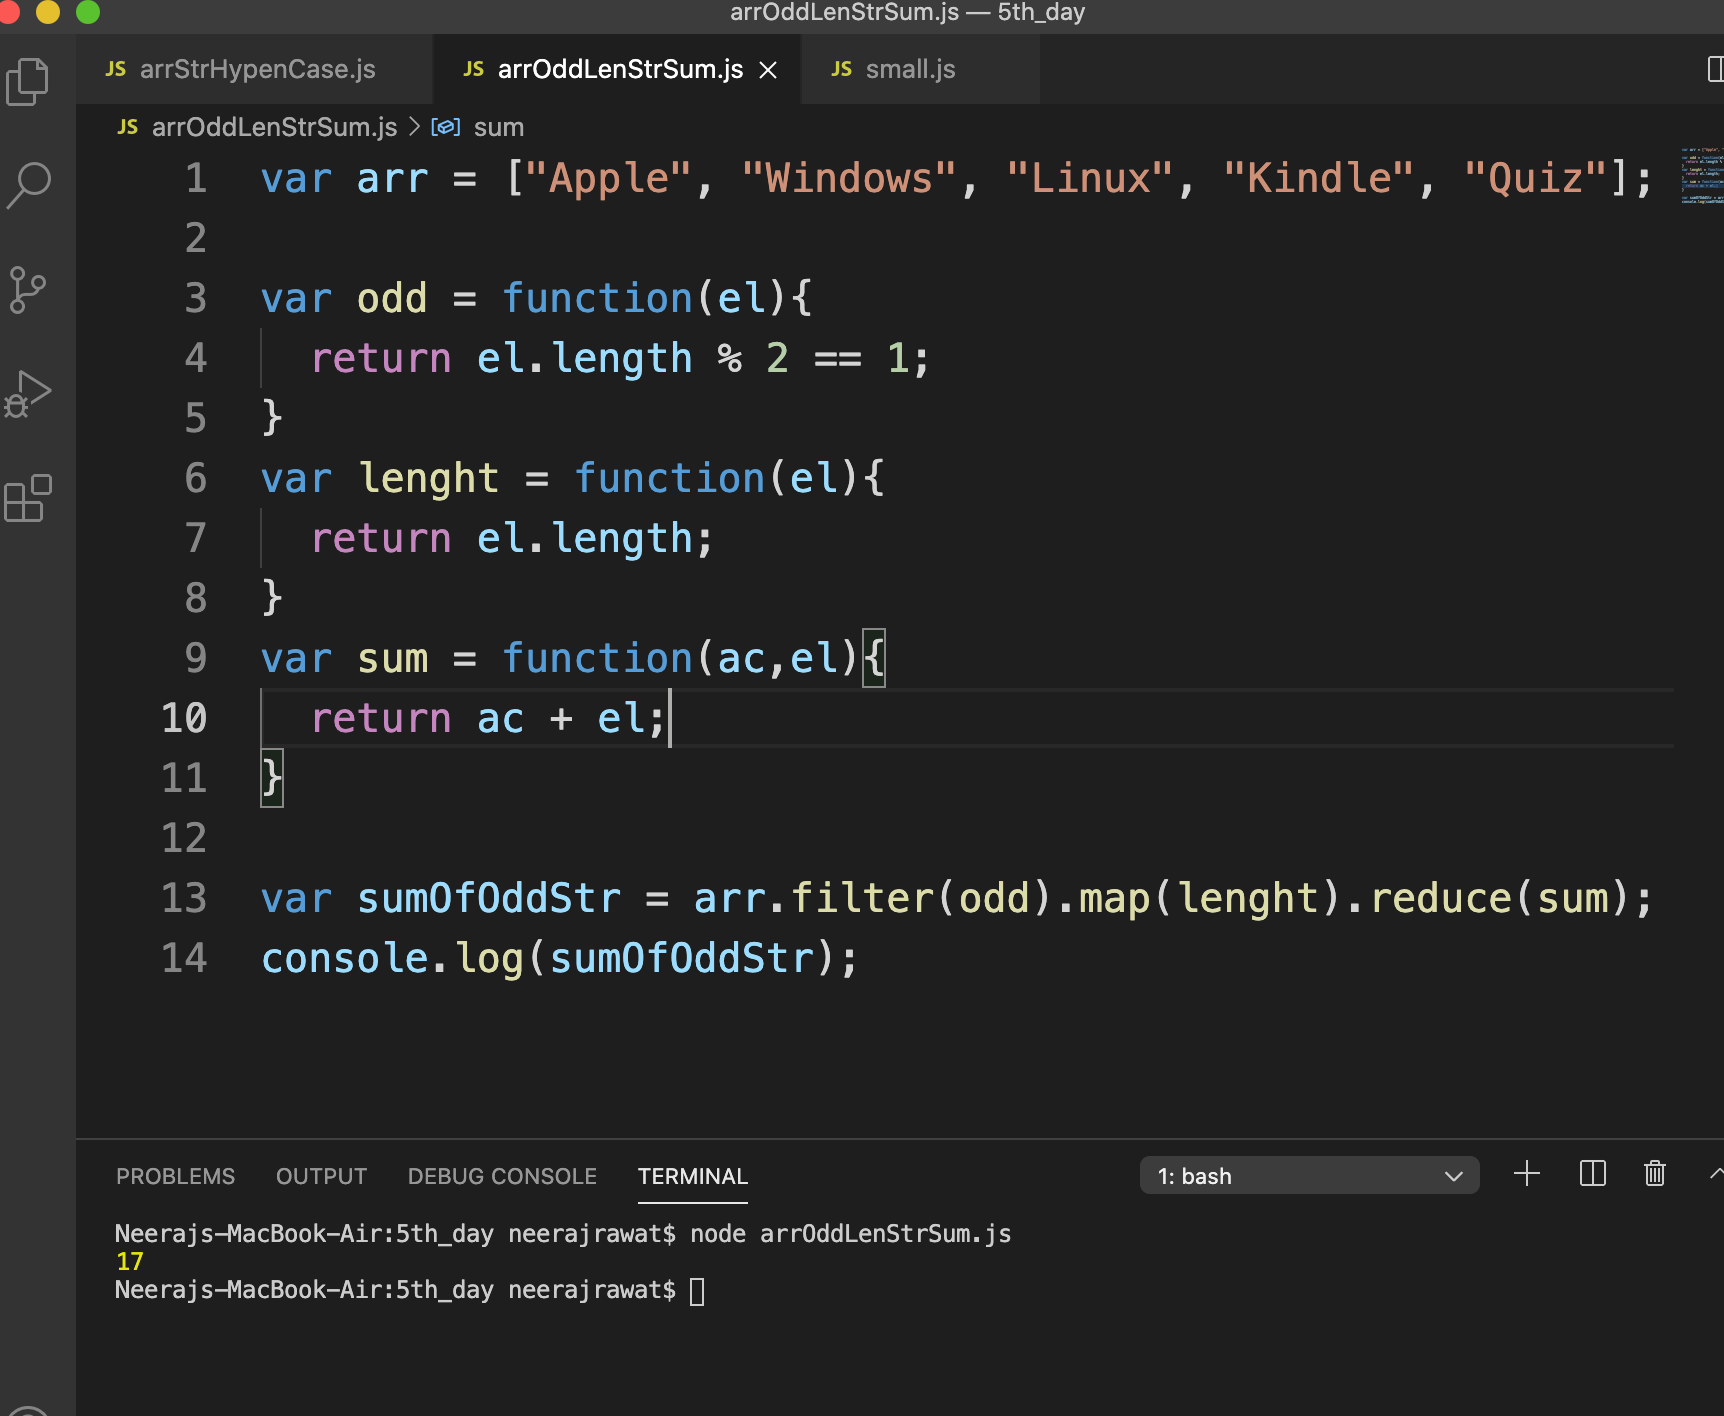 arrOddLenStrSum.js — 5th_day
JS arrStrHypenCase.js JS arrOddLenStrSum.js JS small.js
JS arrOddLenStrSum.js > sum
1 var arr = ["Apple", "Windows", "Linux", "Kindle", "Quiz"];
2
3 var odd = function(el){
4   return el.length % 2 == 1;
5 }
6 var lenght = function(el){
7   return el.length;
8 }
9 var sum = function(ac,el){
10   return ac + el;
11 }
12
13 var sumOfOddStr = arr.filter(odd).map(lenght).reduce(sum);
14 console.log(sumOfOddStr);
PROBLEMS OUTPUT DEBUG CONSOLE TERMINAL 1: bash
Neerajs-MacBook-Air:5th_day neerajrawat$ node arrOddLenStrSum.js
17
Neerajs-MacBook-Air:5th_day neerajrawat$